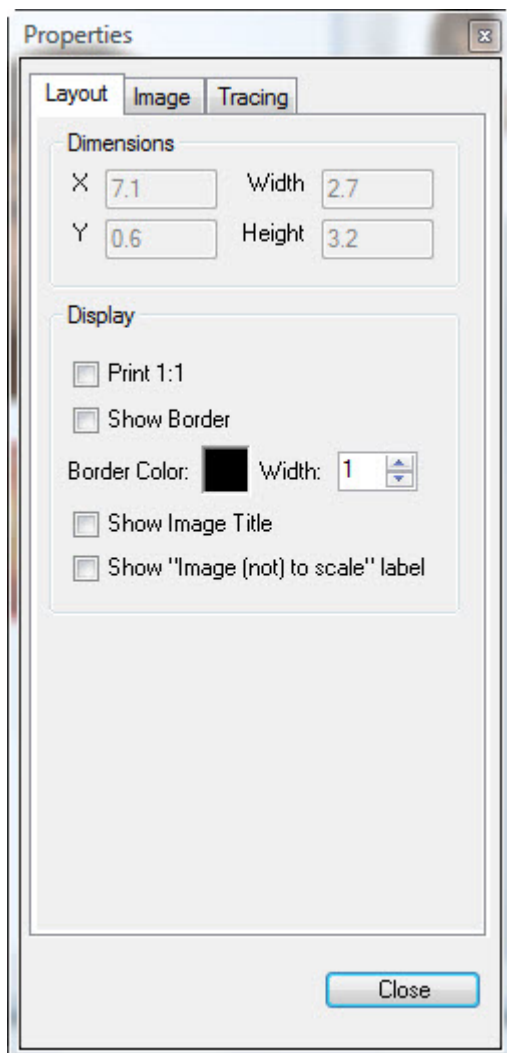 Properties
Layout Image Tracing
Dimensions
X 7.1 Width 2.7
Y 0.6 Height 3.2
Display
Print 1:1
Show Border
Border Color: Width: 1
Show Image Title
Show "Image (not) to scale" label
Close